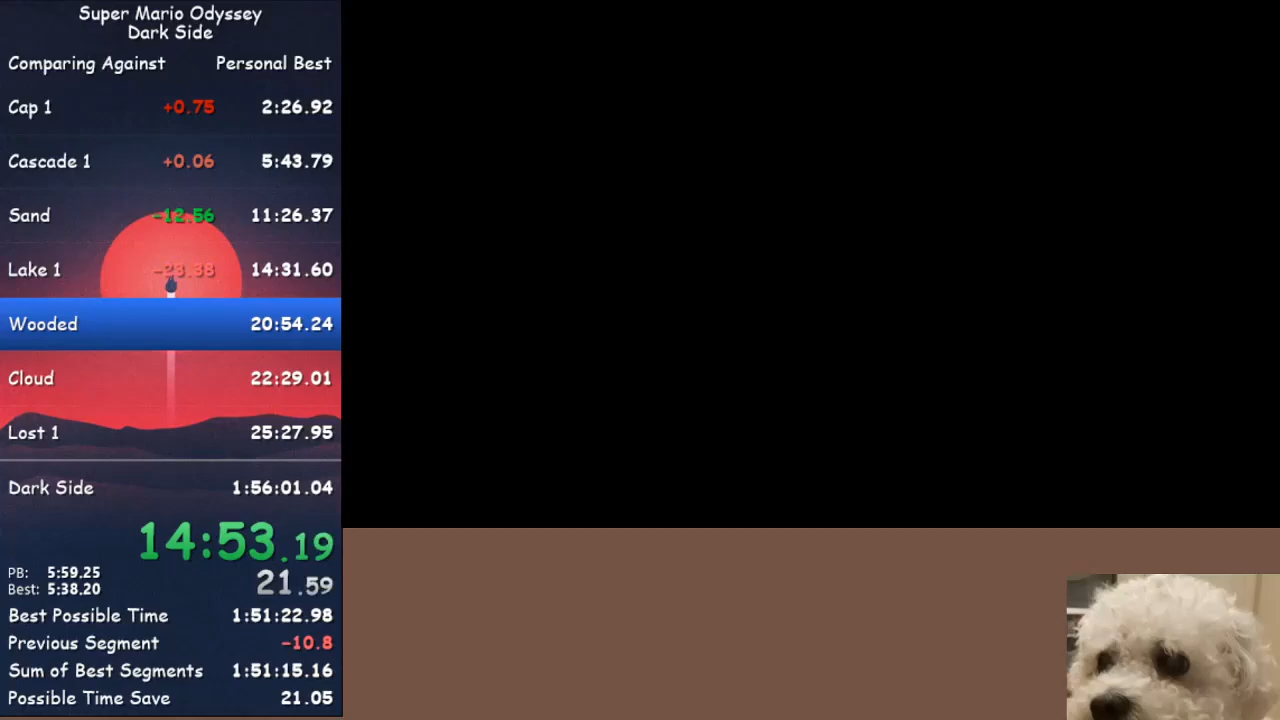 Super Mario Odyssey
Dark Side
Comparing Against Personal Best
Cap 1 +0.75 2:26.92
Cascade 1 +0.06 5:43.79
Sand -12.56 11:26.37
Lake 1 -23.38 14:31.60
Wooded 20:54.24
Cloud 22:29.01
Lost 1 25:27.95
Dark Side 1:56:01.04
14:53.19
PB: 5:59.25
Best: 5:38.20
21.59
Best Possible Time 1:51:22.98
Previous Segment -10.8
Sum of Best Segments 1:51:15.16
Possible Time Save 21.05